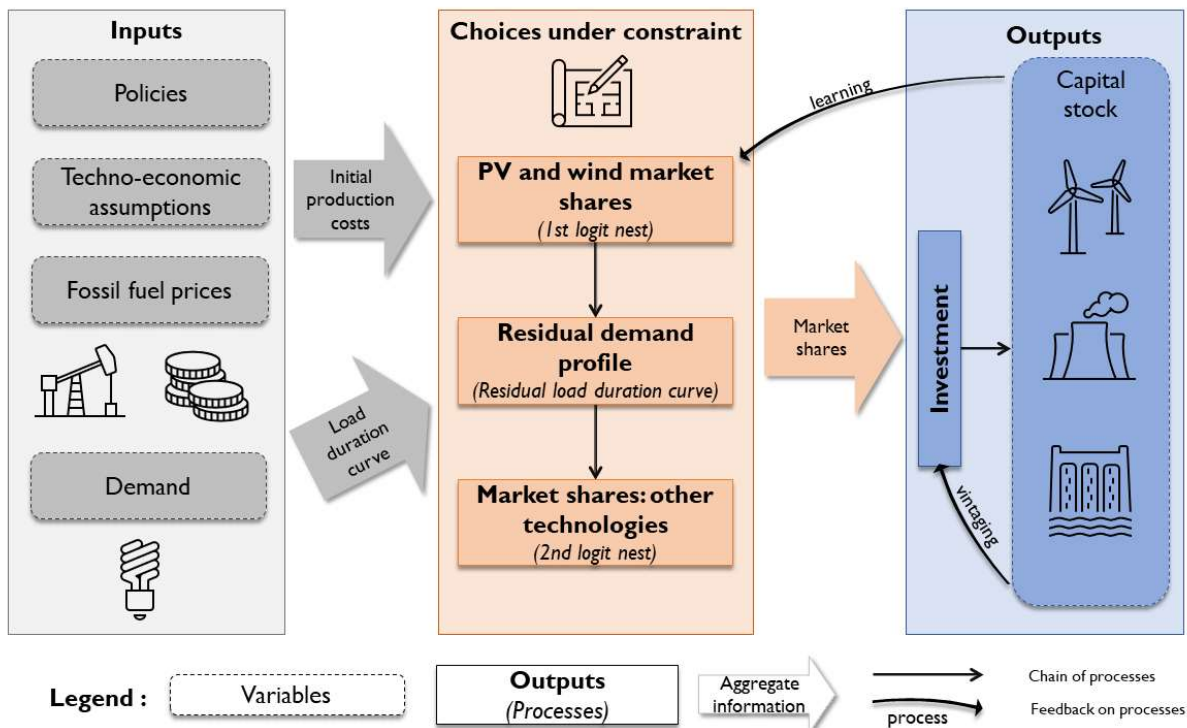 Inputs
Policies
Techno-economic
assumptions
Fossil fuel prices
Demand
Initial
production
costs
Load
duration
curve
Choices under constraint
PV and wind market
shares
(1st logit nest)
Residual demand
profile
(Residual load duration curve)
Market shares: other
technologies
(2nd logit nest)
Market
shares
learning
Outputs
Capital
stock
Investment
vintaging
Legend :
Variables
Outputs
(Processes)
Aggregate
information
process
Chain of processes
Feedback on processes